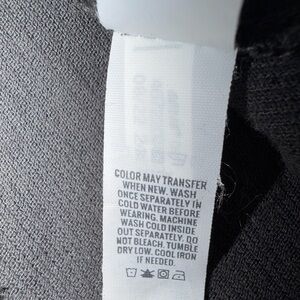 COLOR MAY TRANSFER
WHEN NEW. WASH
ONCE SEPARATELY IN
COLD WATER BEFORE
WEARING. MACHINE
WASH COLD INSIDE
OUT SEPARATELY. DO
NOT BLEACH. TUMBLE
DRY LOW. COOL IRON
IF NEEDED.